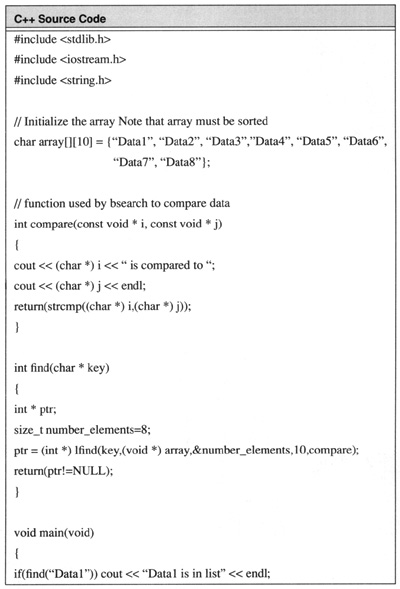 C++ Source Code
#include <stdlib.h>
#include <iostream.h>
#include <string.h>
// Initialize the array Note that array must be sorted
char array[][10] = {“Data1”, “Data2”, “Data3”,”Data4”, “Data5”, “Data6”,
“Data7”, “Data8”};
// function used by bsearch to compare data
int compare(const void * i, const void * j)
{
cout << (char *) i << “ is compared to “;
cout << (char *) j << endl;
return(strcmp((char *) i,(char *) j));
}
int find(char * key)
{
int * ptr;
size_t number_elements=8;
ptr = (int *) lfind(key,(void *) array,&number_elements,10,compare);
return(ptr!=NULL);
}
void main(void)
{
if(find(“Data1”)) cout << “Data1 is in list” << endl;